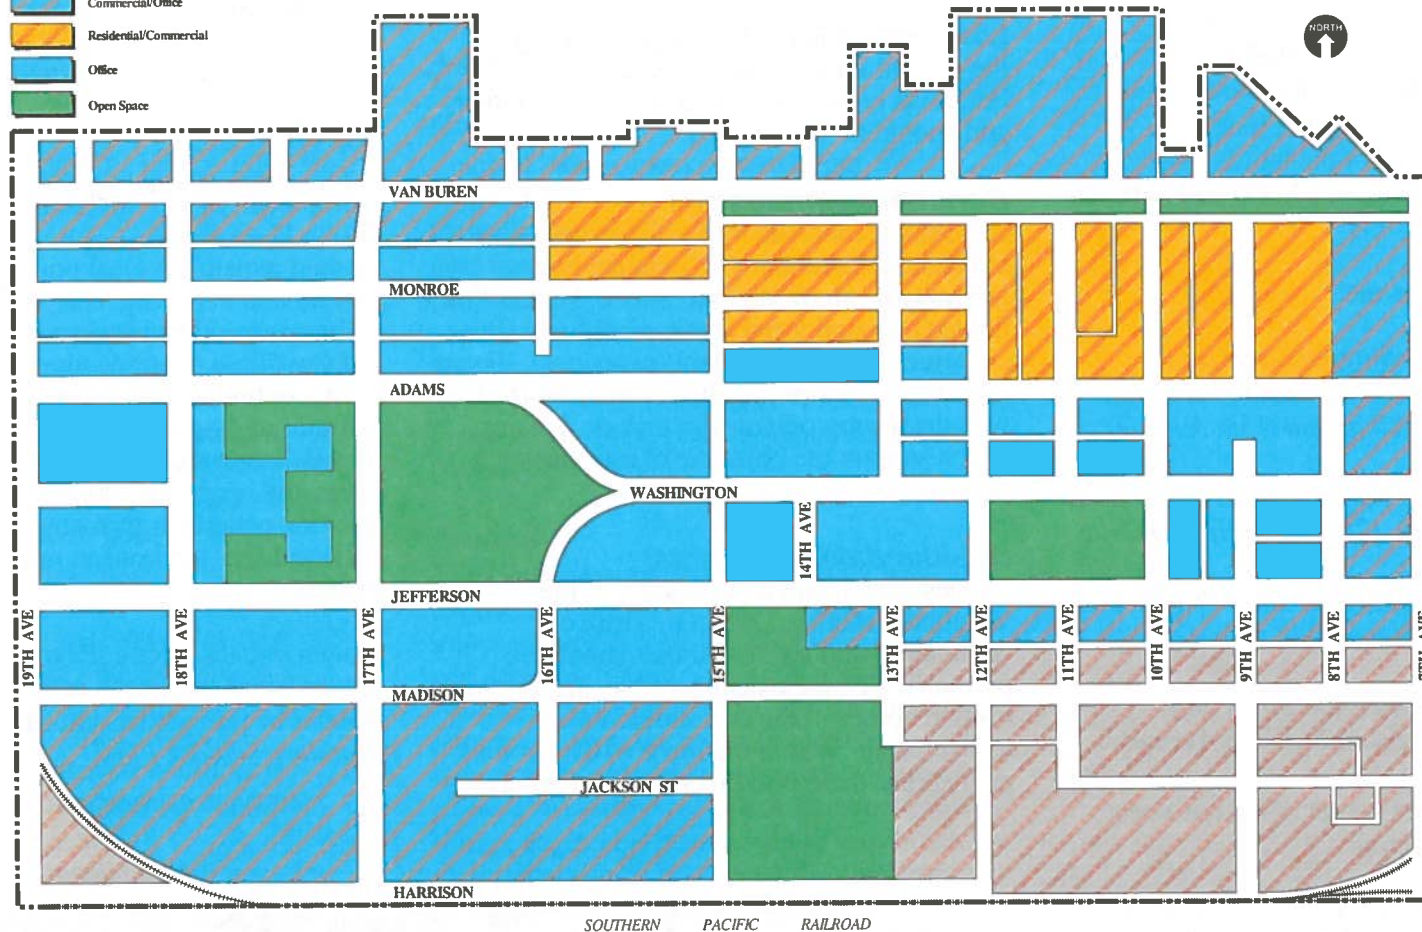 Commercial/Office
Residential/Commercial
Office
Open Space
NORTH
VAN BUREN
MONROE
ADAMS
WASHINGTON
14TH AVE
JEFFERSON
19TH AVE
18TH AVE
17TH AVE
16TH AVE
15TH AVE
13TH AVE
12TH AVE
11TH AVE
10TH AVE
9TH AVE
8TH AVE
7TH AVE
MADISON
JACKSON ST
HARRISON
SOUTHERN PACIFIC RAILROAD